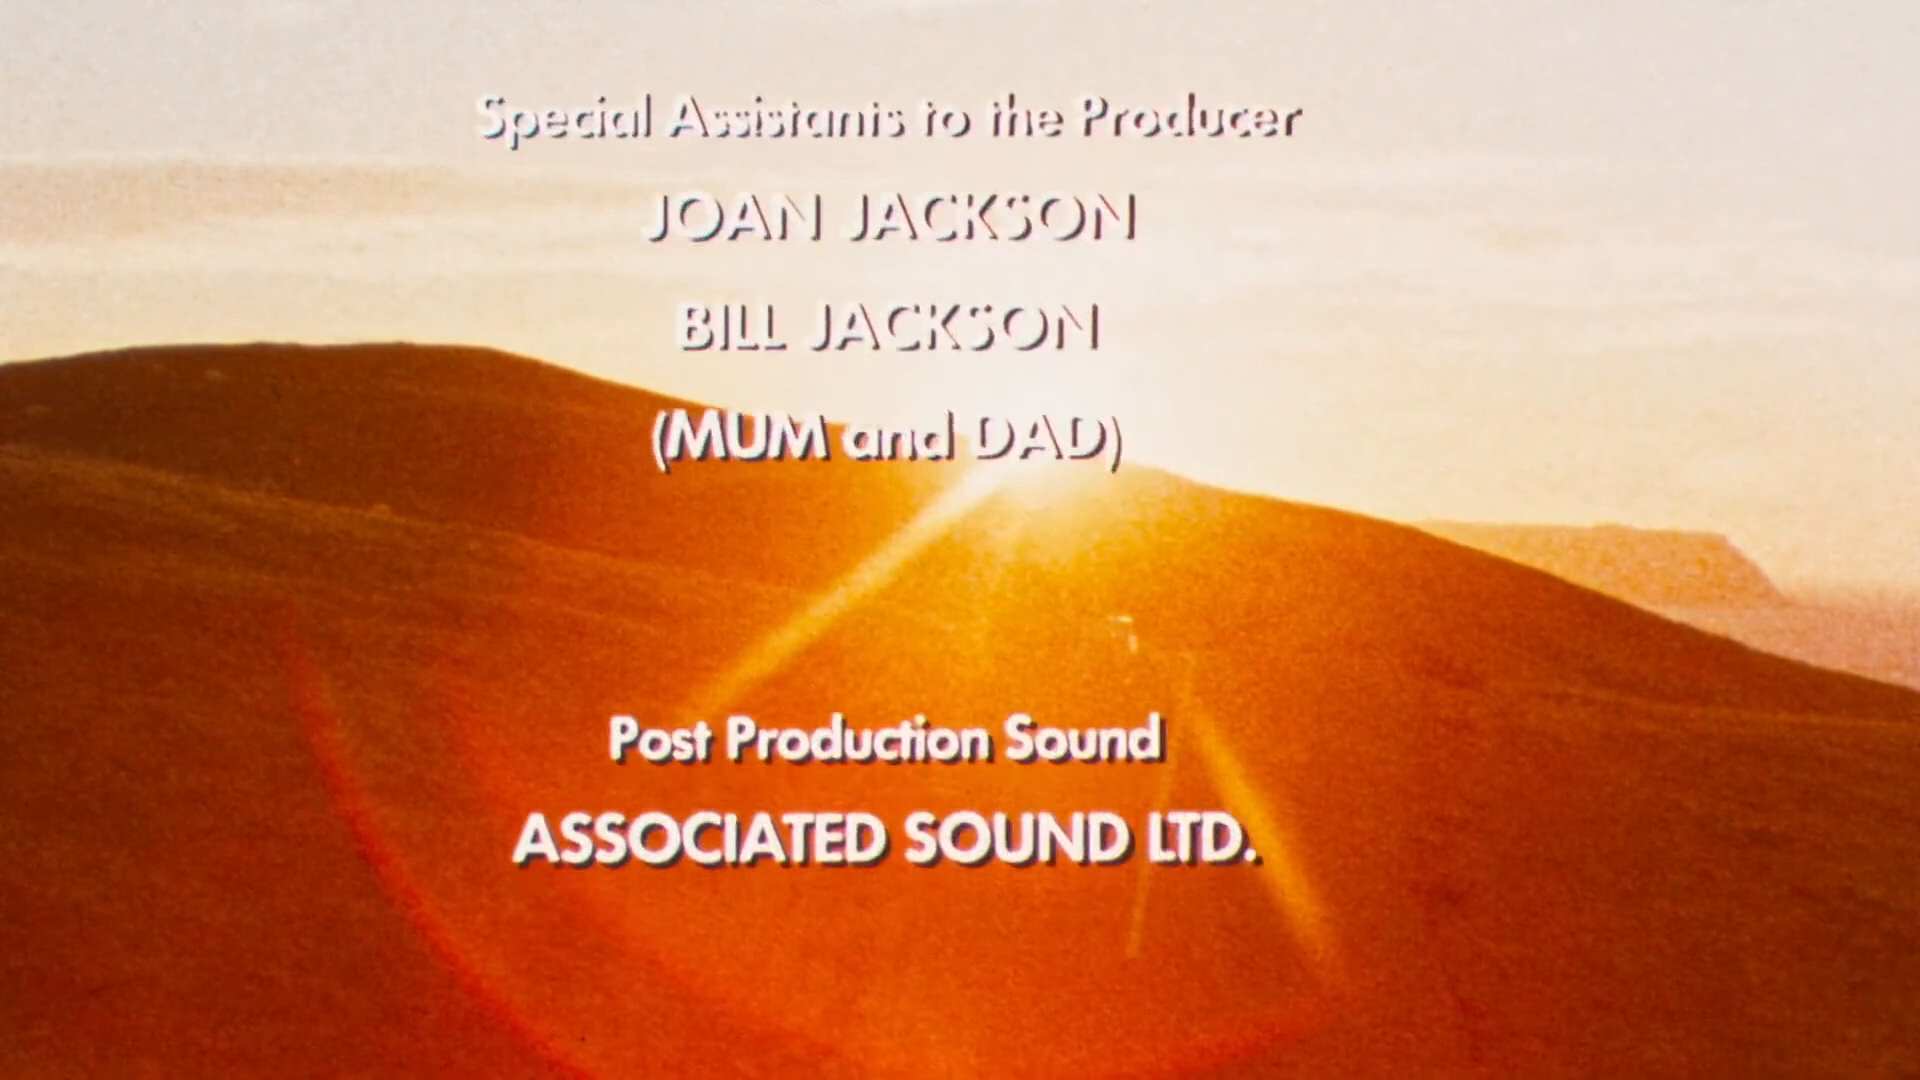 Special Assistants to the Producer
JOAN JACKSON
BILL JACKSON
(MUM and DAD)
Post Production Sound
ASSOCIATED SOUND LTD.